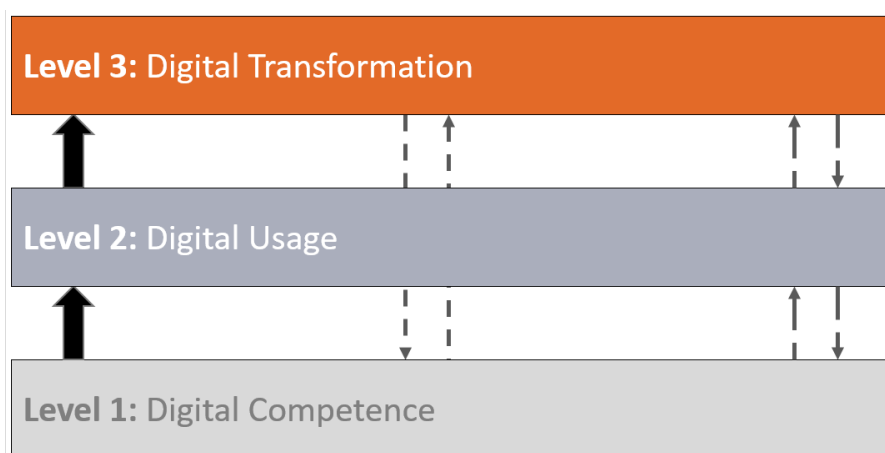 Level 3: Digital Transformation
Level 2: Digital Usage
Level 1: Digital Competence